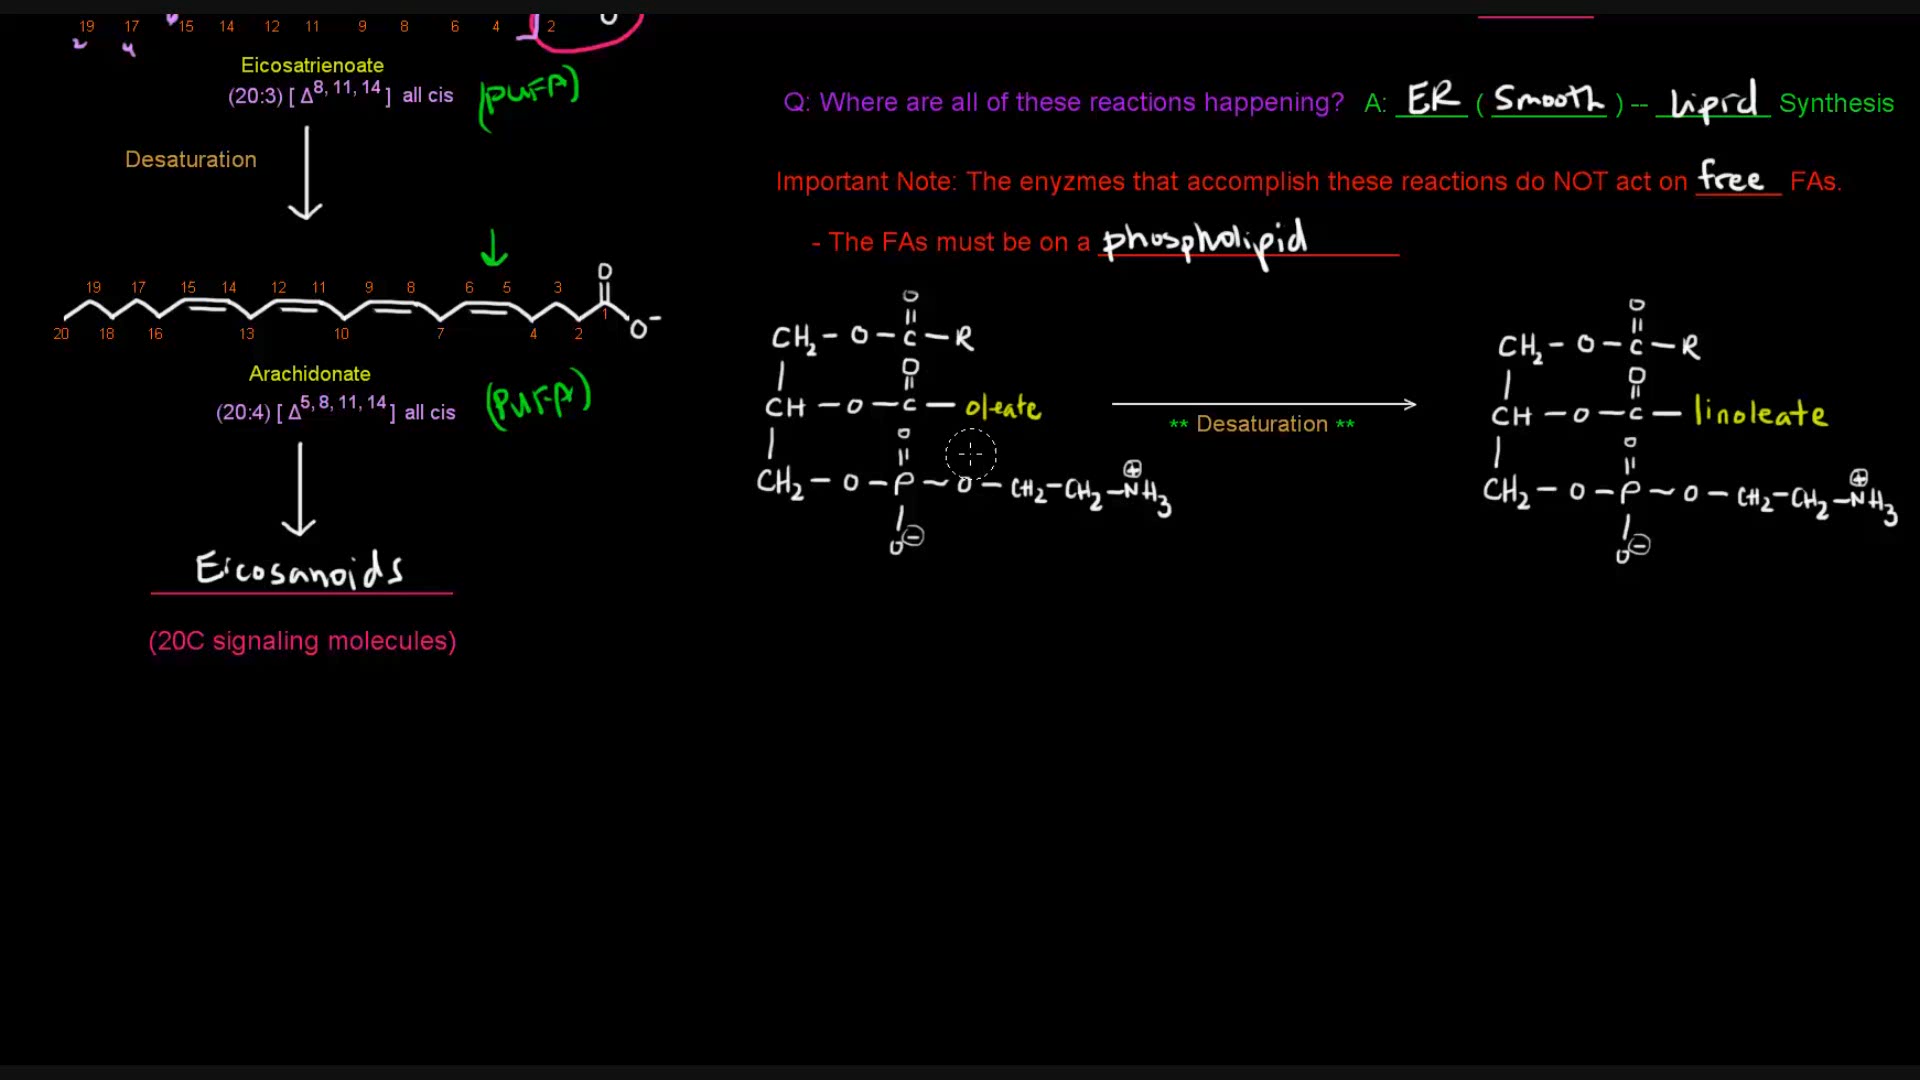 19 17 15 14 12 11 9 8 6 4 2
2 4
Eicosatrienoate
(20:3) [ Δ8, 11, 14 ] all cis (PUFA)
Desaturation
19 17 15 14 12 11 9 8 6 5 3 O
1 O-
20 18 16 13 10 7 4 2
Arachidonate
(20:4) [ Δ5, 8, 11, 14 ] all cis (PUFA)
Eicosanoids
(20C signaling molecules)
Q: Where are all of these reactions happening? A: ER ( Smooth ) -- Lipid Synthesis
Important Note: The enyzmes that accomplish these reactions do NOT act on free FAs.
- The FAs must be on a phospholipid
O
CH2 - O - C - R
O
CH - O - C - oleate
O
CH2 - O - P ~ O - CH2 - CH2 - NH3 ⊕
O ⊖
** Desaturation **
O
CH2 - O - C - R
O
CH - O - C - linoleate
O
CH2 - O - P ~ O - CH2 - CH2 - NH3 ⊕
O ⊖